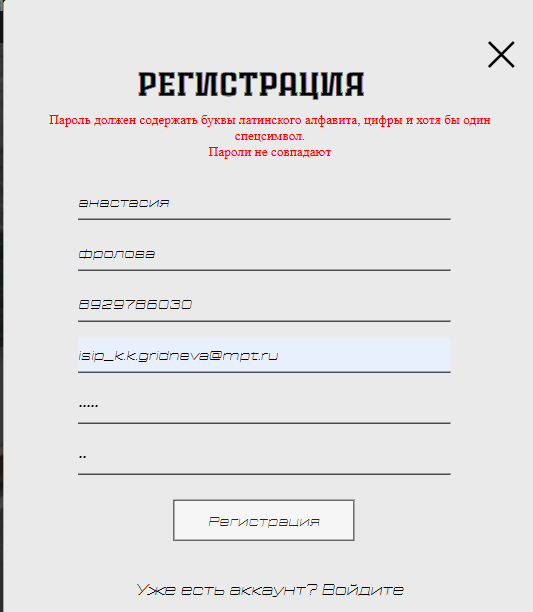 РЕГИСТРАЦИЯ
Пароль должен содержать буквы латинского алфавита, цифры и хотя бы один
спецсимвол.
Пароли не совпадают
анастасия
фролова
8929786030
isip_k.k.gridneva@mpt.ru
•••••
••
Регистрация
Уже есть аккаунт? Войдите